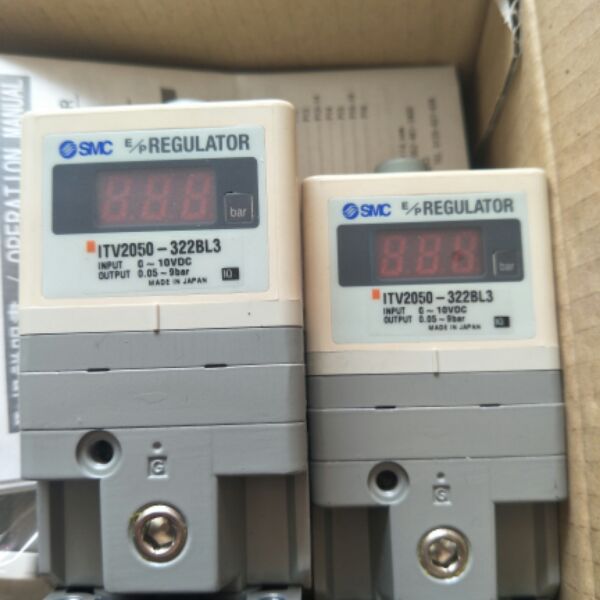 OPERATION MANUAL
SMC E/P REGULATOR
bar
ITV2050-322BL3
INPUT 0~10VDC
OUTPUT 0.05~9bar
MADE IN JAPAN
G
SMC E/P REGULATOR
bar
ITV2050-322BL3
INPUT 0~10VDC
OUTPUT 0.05~9bar
MADE IN JAPAN
G